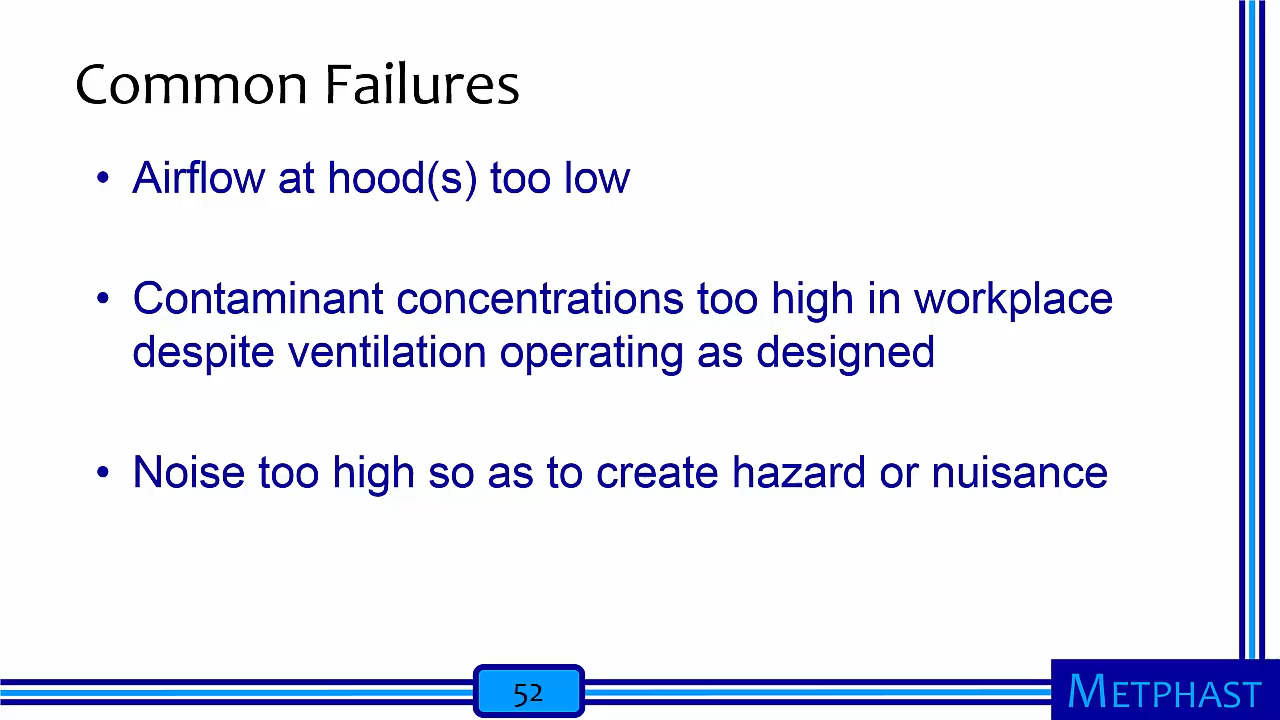 Common Failures
• Airflow at hood(s) too low
• Contaminant concentrations too high in workplace
despite ventilation operating as designed
• Noise too high so as to create hazard or nuisance
52
METPHAST